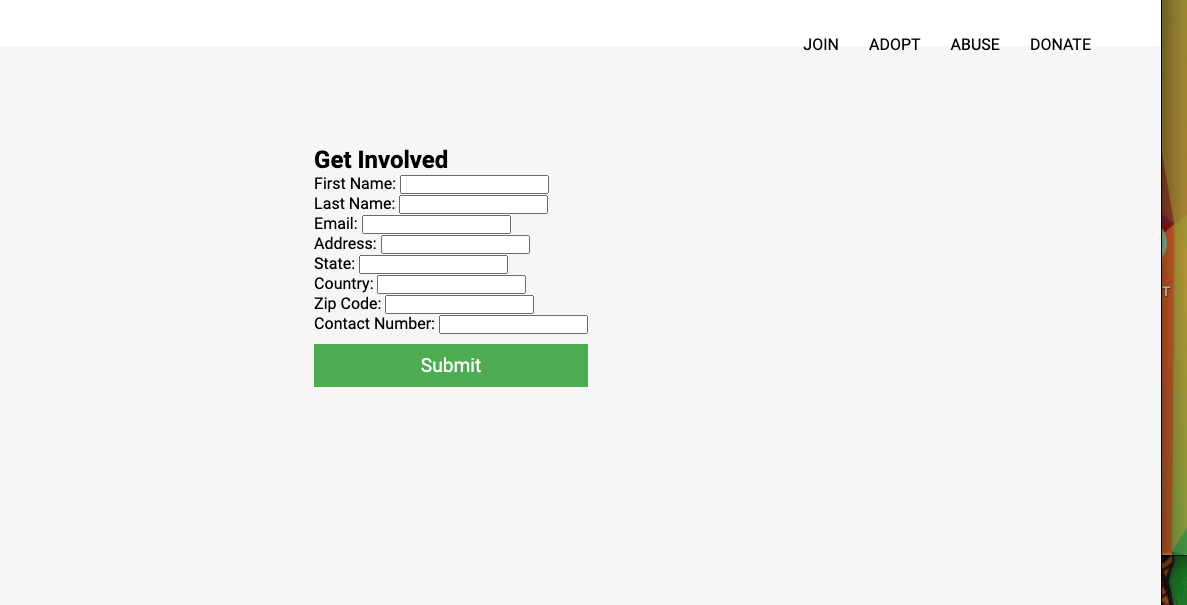 JOIN ADOPT ABUSE DONATE
Get Involved
First Name:
Last Name:
Email:
Address:
State:
T
Country:
Zip Code:
Contact Number:
Submit